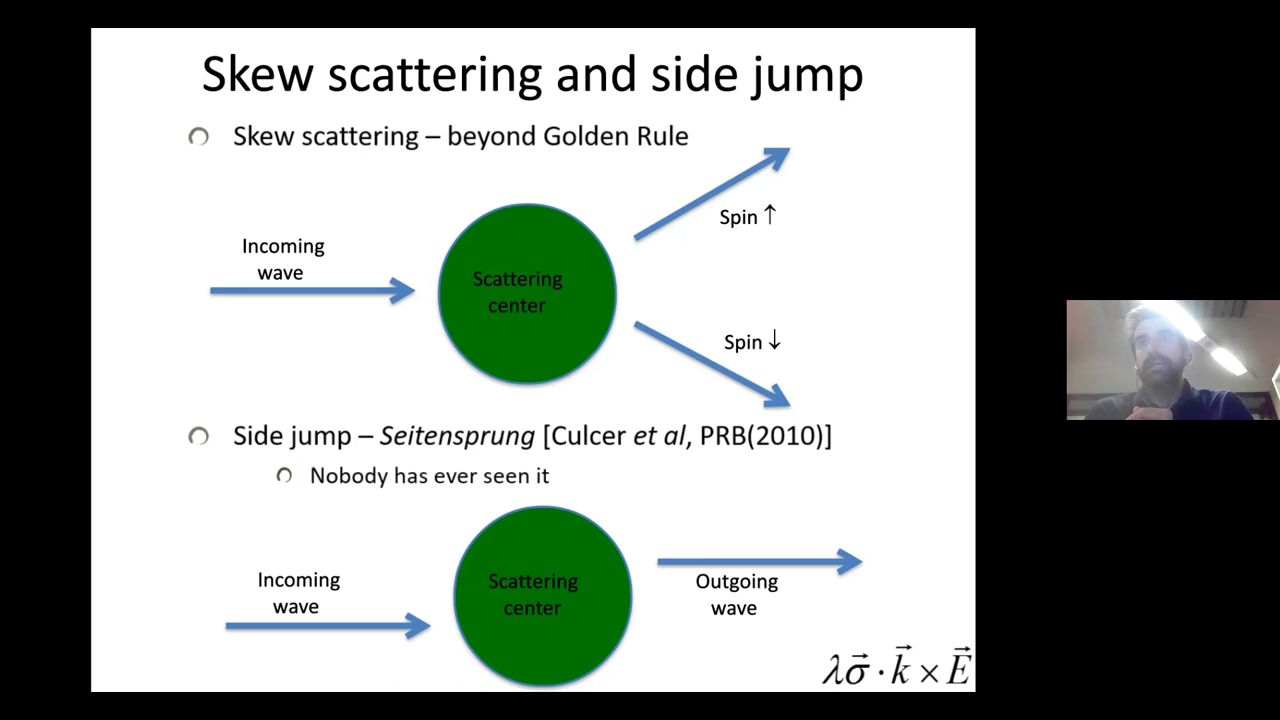 Skew scattering and side jump
Skew scattering – beyond Golden Rule
Spin ↑
Incoming
wave
Scattering
center
Spin ↓
Side jump – Seitensprung [Culcer et al, PRB(2010)]
Nobody has ever seen it
Incoming
wave
Scattering
center
Outgoing
wave
λσ⃗ · k⃗ × E⃗